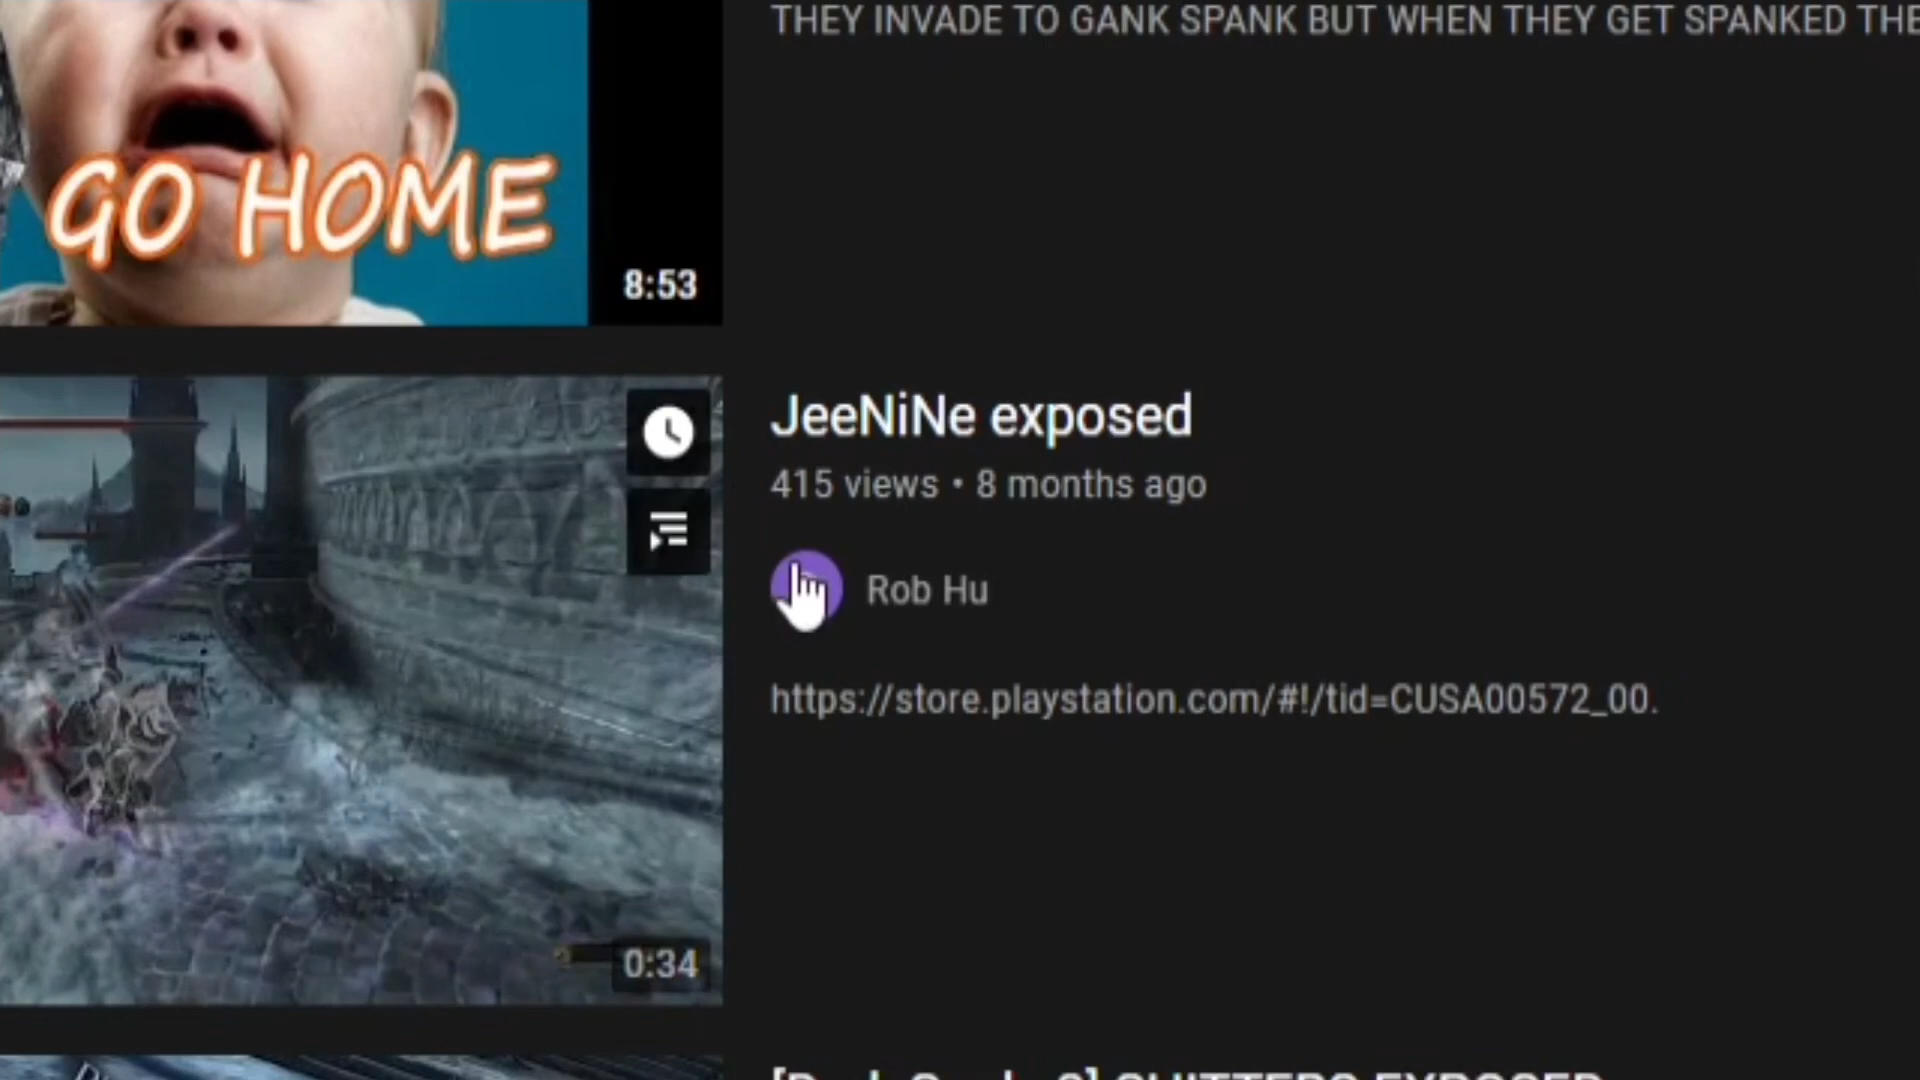 THEY INVADE TO GANK SPANK BUT WHEN THEY GET SPANKED THE
GO HOME
8:53
JeeNiNe exposed
415 views • 8 months ago
Rob Hu
https://store.playstation.com/#!/tid=CUSA00572_00.
0:34